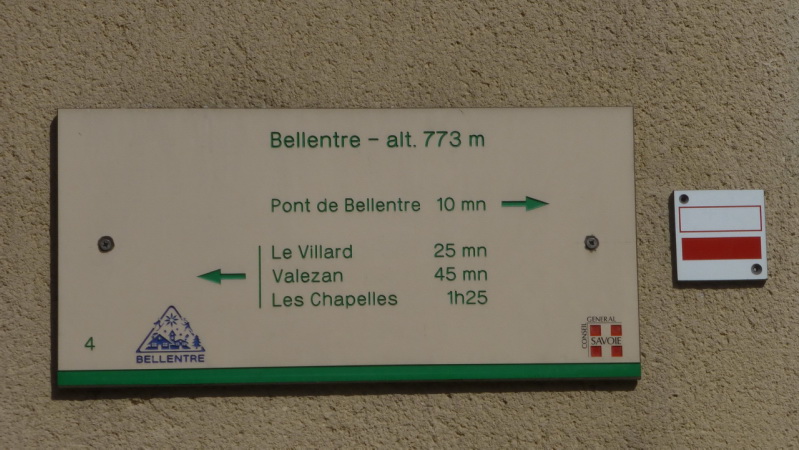 Bellentre – alt. 773 m
Pont de Bellentre 10 mn
Le Villard 25 mn
Valezan 45 mn
Les Chapelles 1h25
4
BELLENTRE
CONSEIL
GENERAL
SAVOIE